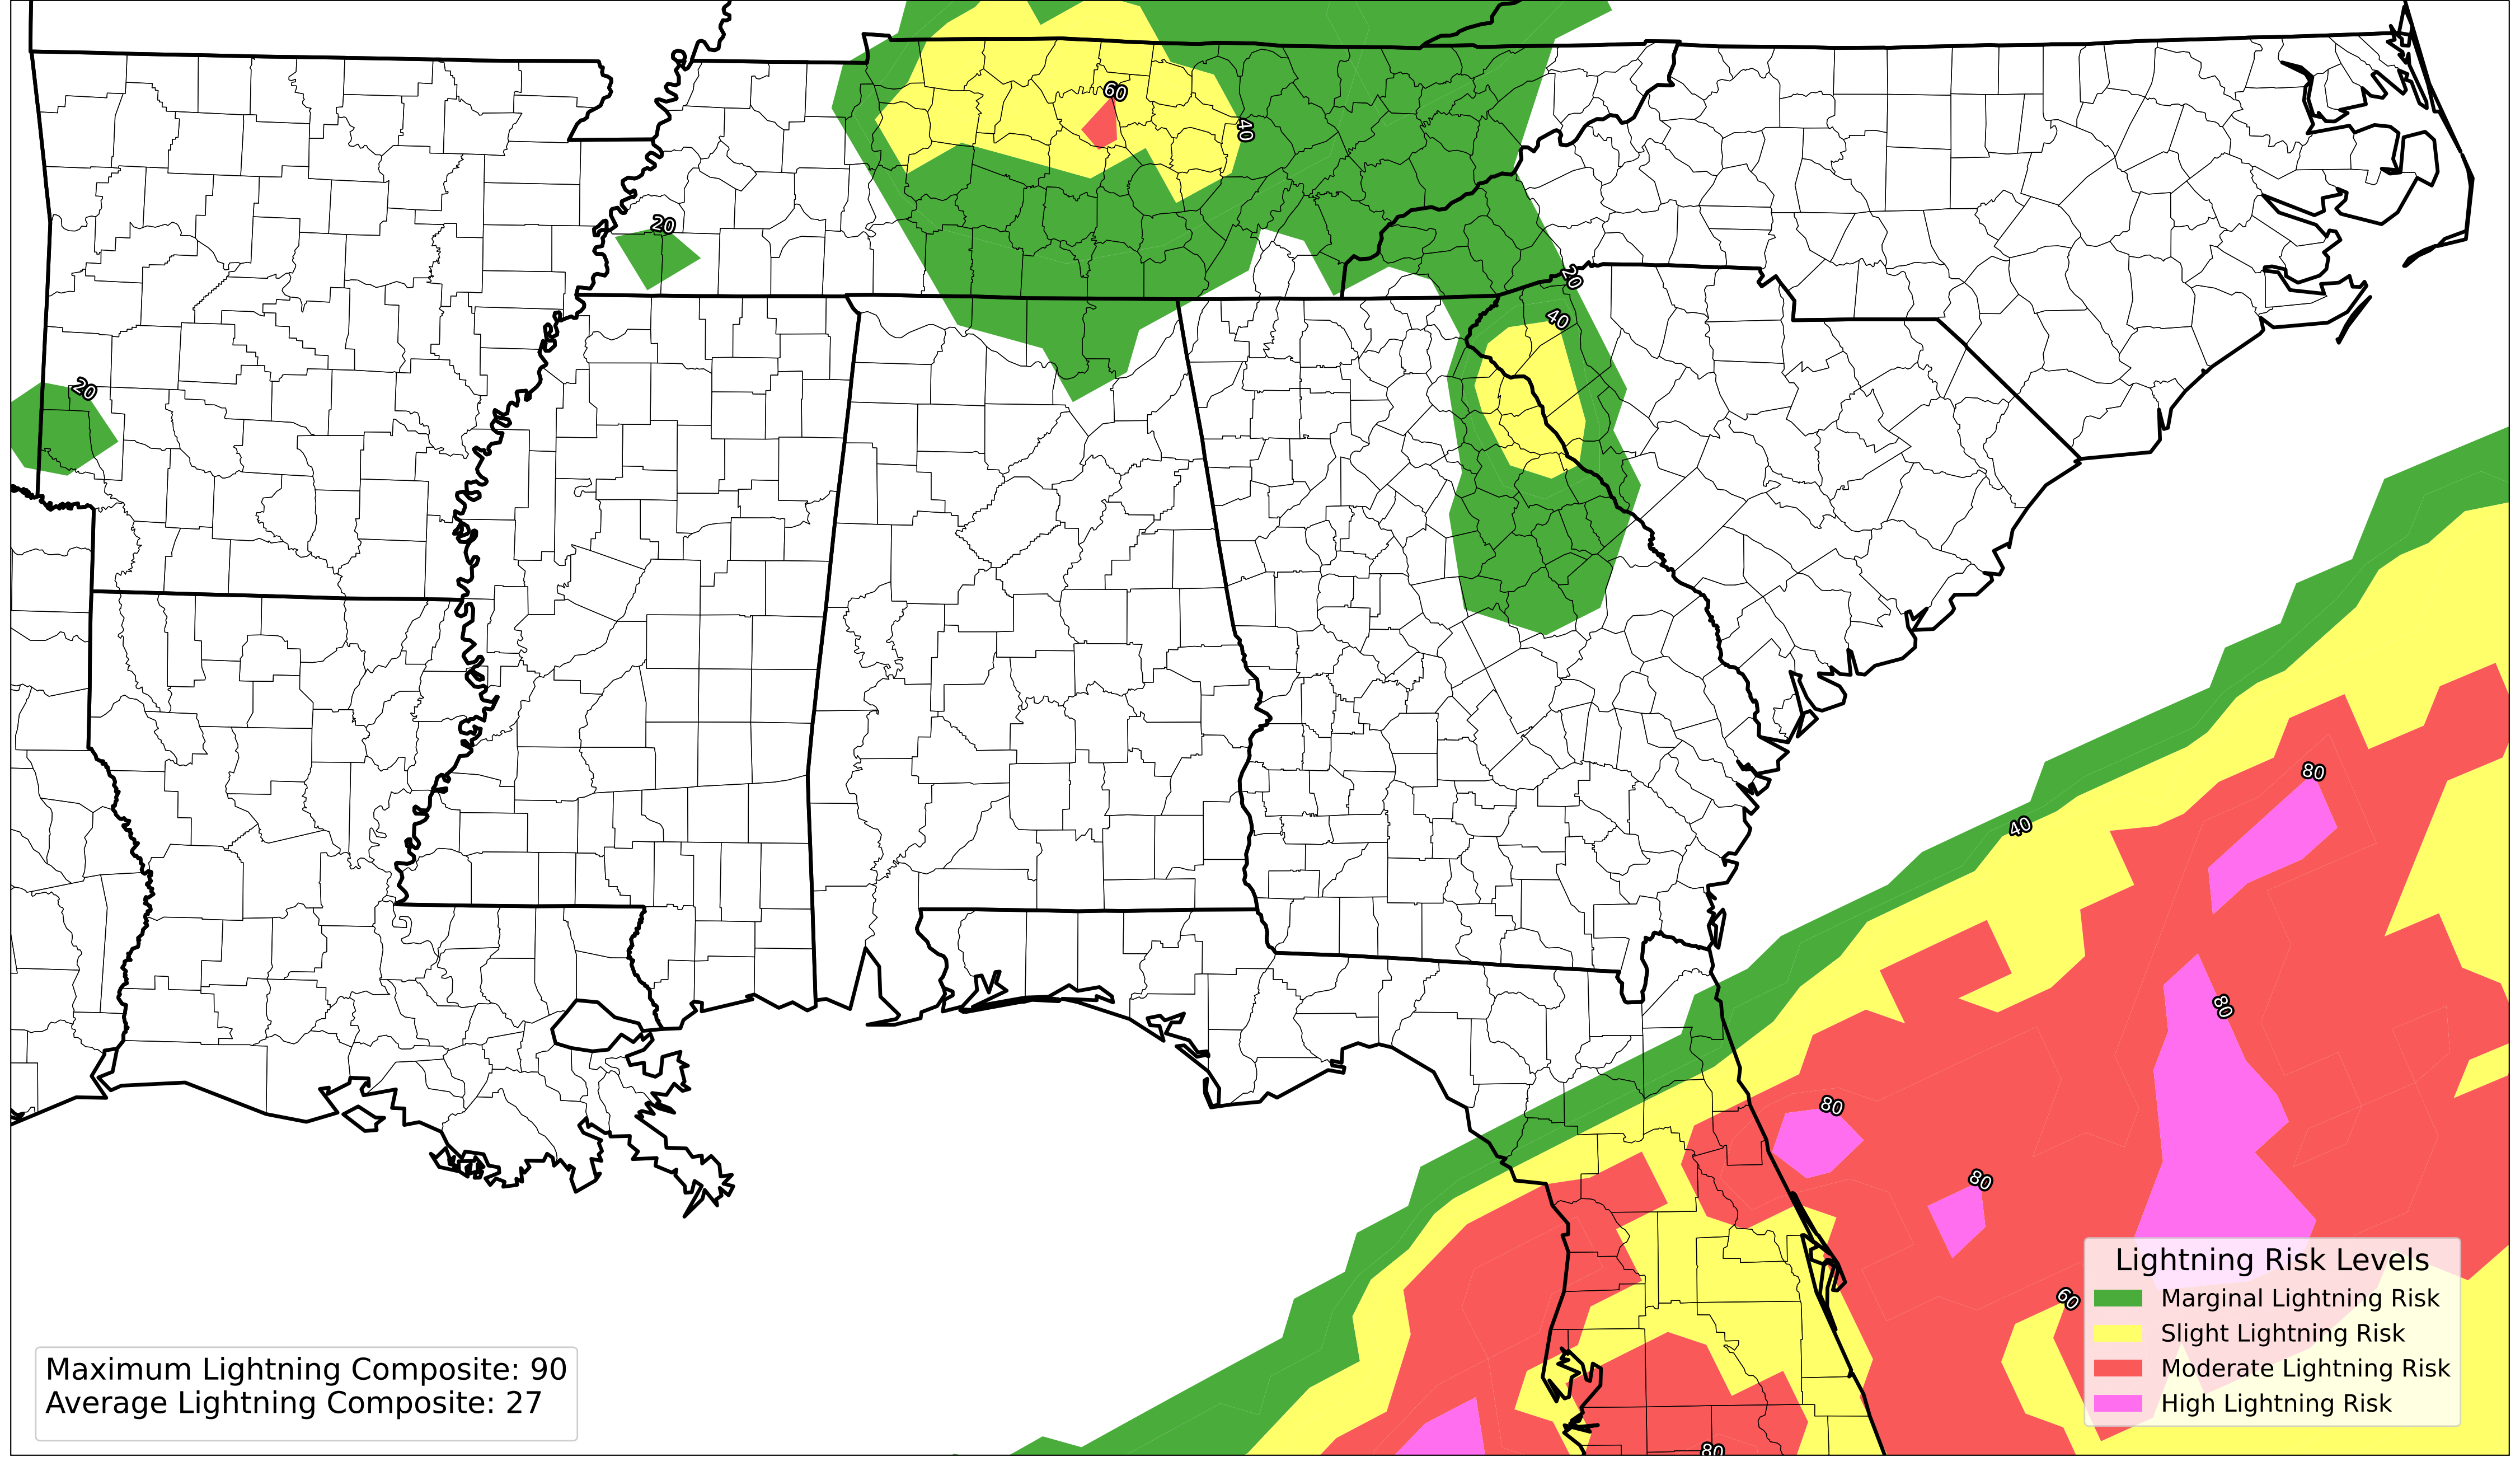 60
40
20
20
40
20
80
40
80
80
80
60
80
Lightning Risk Levels
Marginal Lightning Risk
Slight Lightning Risk
Moderate Lightning Risk
High Lightning Risk
Maximum Lightning Composite: 90
Average Lightning Composite: 27